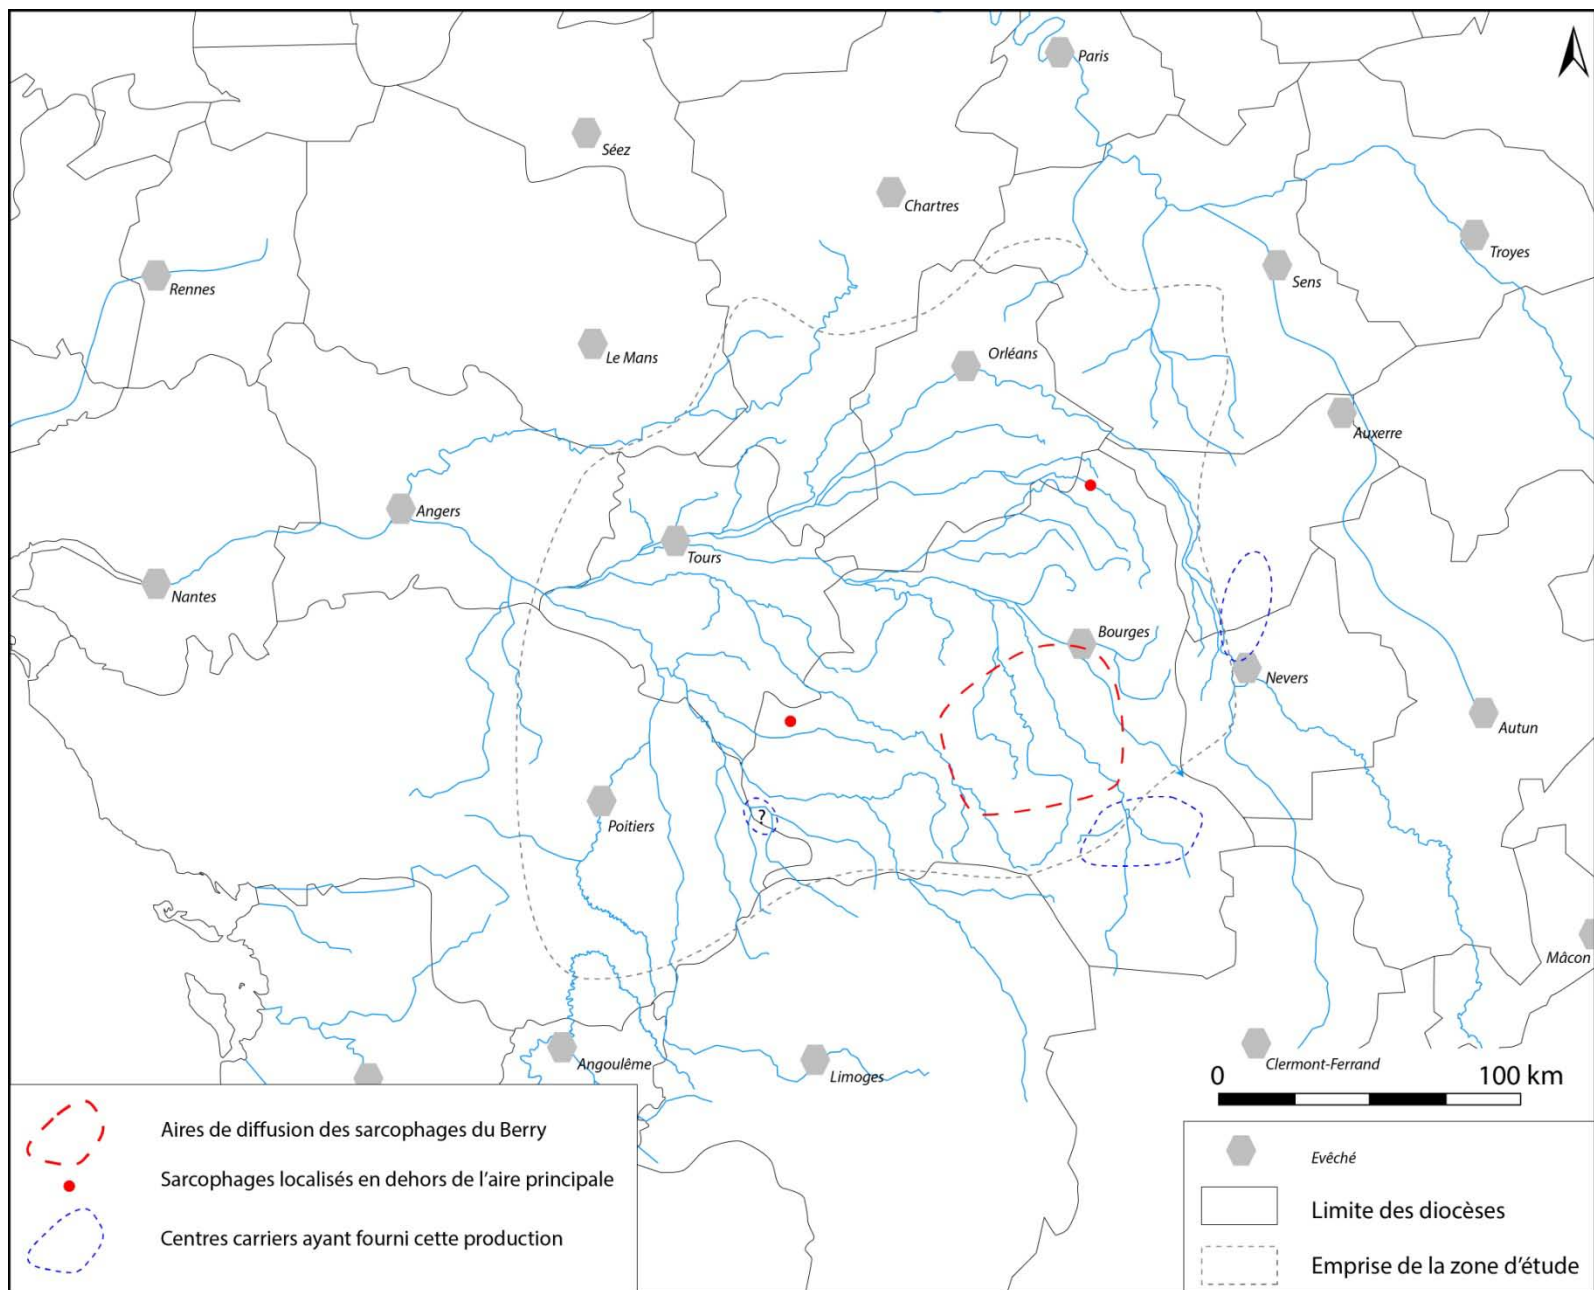 Paris
Séez
Chartres
Troyes
Sens
Rennes
Le Mans
Orléans
Auxerre
Angers
Tours
Nantes
Bourges
Nevers
Autun
?
Poitiers
Mâcon
Angoulême
Limoges
Clermont-Ferrand
0 100 km
Aires de diffusion des sarcophages du Berry
Sarcophages localisés en dehors de l'aire principale
Centres carriers ayant fourni cette production
Evêché
Limite des diocèses
Emprise de la zone d'étude